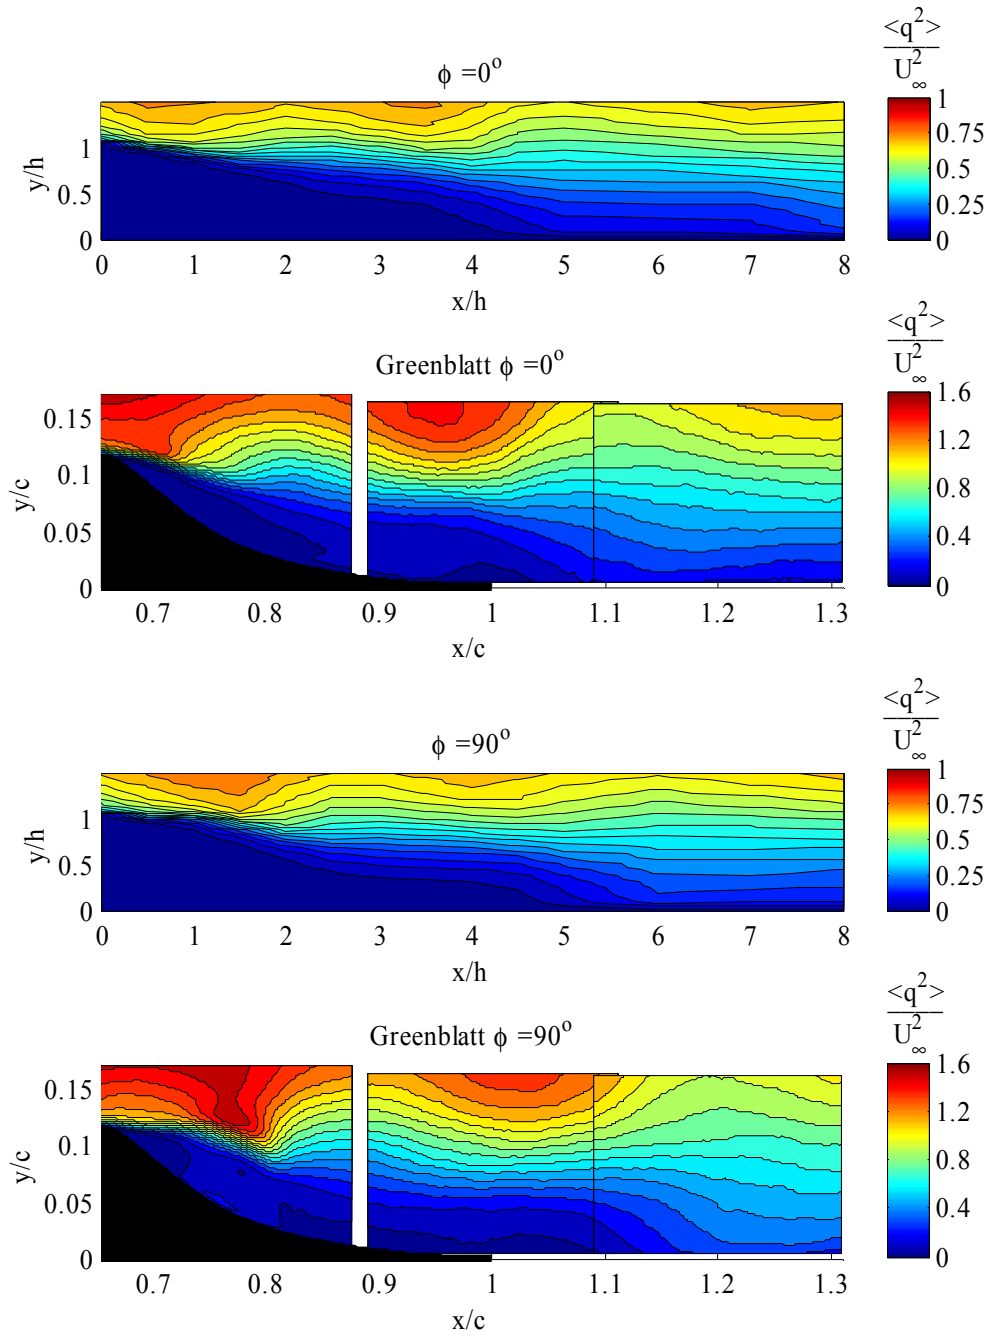 <q²>
U²∞
ϕ =0°
1
0.75
0.5
0.25
0
y/h
1
0.5
0
0 1 2 3 4 5 6 7 8
x/h
<q²>
U²∞
Greenblatt ϕ =0°
1.6
1.2
0.8
0.4
0
y/c
0.15
0.1
0.05
0
0.7 0.8 0.9 1 1.1 1.2 1.3
x/c
<q²>
U²∞
ϕ =90°
1
0.75
0.5
0.25
0
y/h
1
0.5
0
0 1 2 3 4 5 6 7 8
x/h
<q²>
U²∞
Greenblatt ϕ =90°
1.6
1.2
0.8
0.4
0
y/c
0.15
0.1
0.05
0
0.7 0.8 0.9 1 1.1 1.2 1.3
x/c